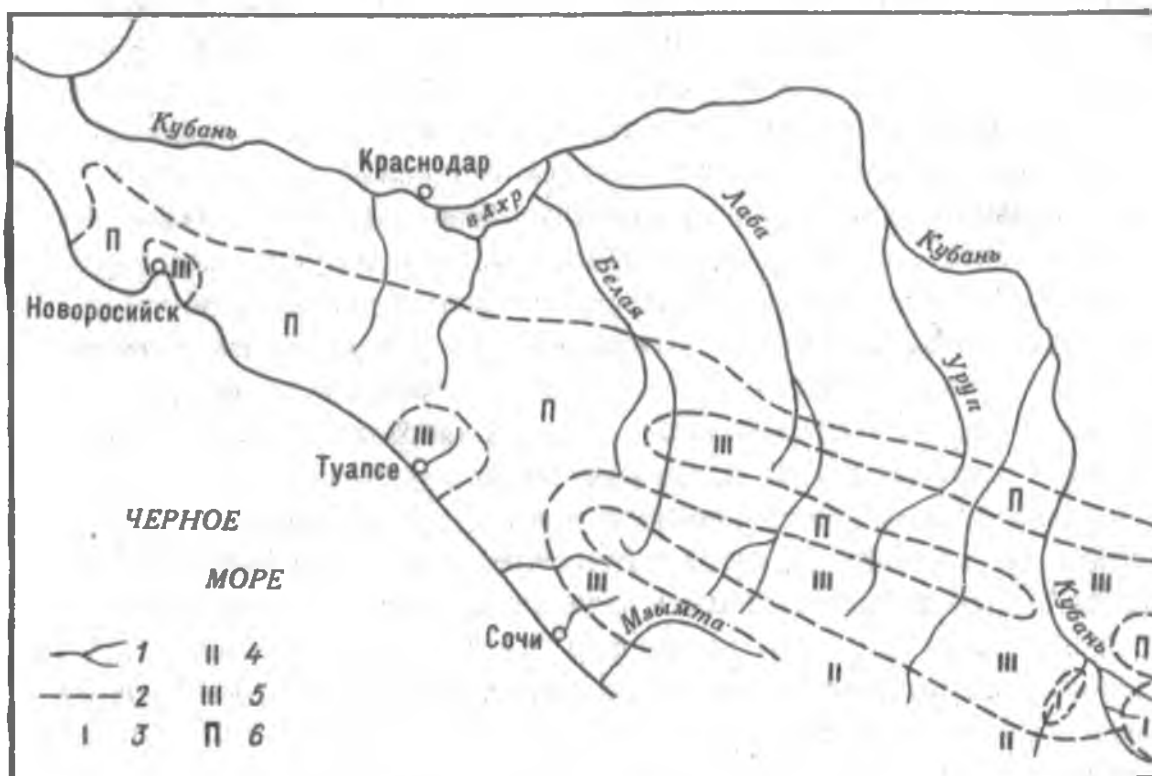 Кубань
Краснодар
вдхр
Лаба
Кубань
П
III
Новоросийск
Белая
П
Уруп
П
III
III
Туапсе
П
П
ЧЕРНОЕ
МОРЕ
III
III
III
Сочи
Мзымта
Кубань
П
II
III
I
I
II
1 II 4
2 III 5
I 3 П 6